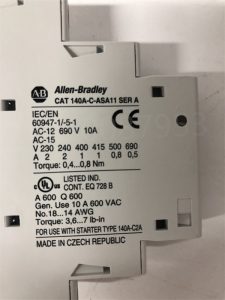 AB Allen-Bradley
CAT 140A-C-ASA11 SER A
IEC/EN
60947-1/-5-1
AC-12 690 V 10A
AC-15
V 230 240 400 415 500 690
A 2 2 1 1 0,8 0,5
Torque: 0,4...0,8 Nm
CE
UL LISTED IND.
CONT. EQ 728 B
A 600 Q 600
Gen. Use 10 A 600 VAC
No.18...14 AWG
Torque: 3,6...7 lb-in
FOR USE WITH STARTER TYPE 140A-C2A
MADE IN CZECH REPUBLIC